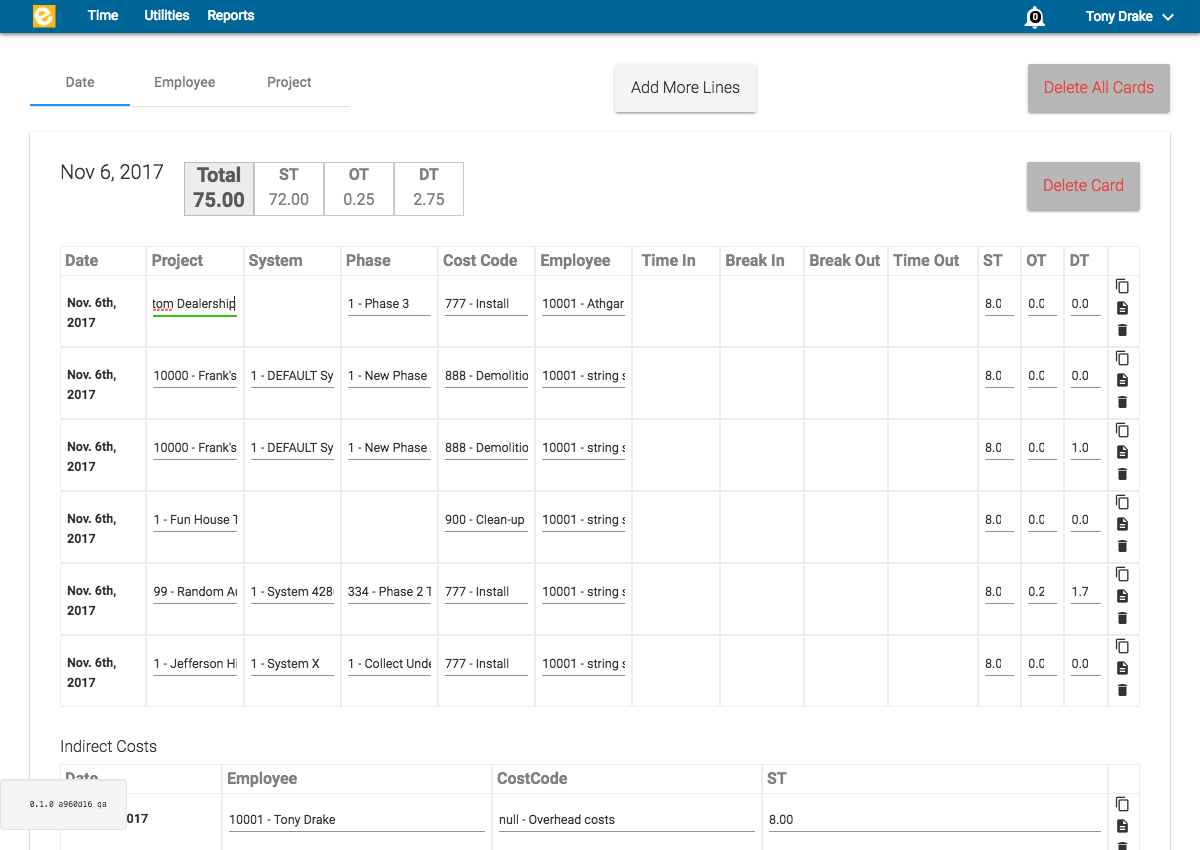 Time Utilities Reports 0 Tony Drake
Date Employee Project Add More Lines Delete All Cards
Nov 6, 2017 Total ST OT DT Delete Card
75.00 72.00 0.25 2.75
Date Project System Phase Cost Code Employee Time In Break In Break Out Time Out ST OT DT
Nov. 6th, tom Dealership 1 - Phase 3 777 - Install 10001 - Athgar 8.0 0.0 0.0
2017
Nov. 6th, 10000 - Frank's 1 - DEFAULT Sy 1 - New Phase 888 - Demolitio 10001 - string s 8.0 0.0 0.0
2017
Nov. 6th, 10000 - Frank's 1 - DEFAULT Sy 1 - New Phase 888 - Demolitio 10001 - string s 8.0 0.0 1.0
2017
Nov. 6th, 1 - Fun House T 900 - Clean-up 10001 - string s 8.0 0.0 0.0
2017
Nov. 6th, 99 - Random Au 1 - System 428 334 - Phase 2 T 777 - Install 10001 - string s 8.0 0.2 1.7
2017
Nov. 6th, 1 - Jefferson Hi 1 - System X 1 - Collect Unde 777 - Install 10001 - string s 8.0 0.0 0.0
2017
Indirect Costs
Date Employee CostCode ST
0.1.0 a960d16 qa
017 10001 - Tony Drake null - Overhead costs 8.00